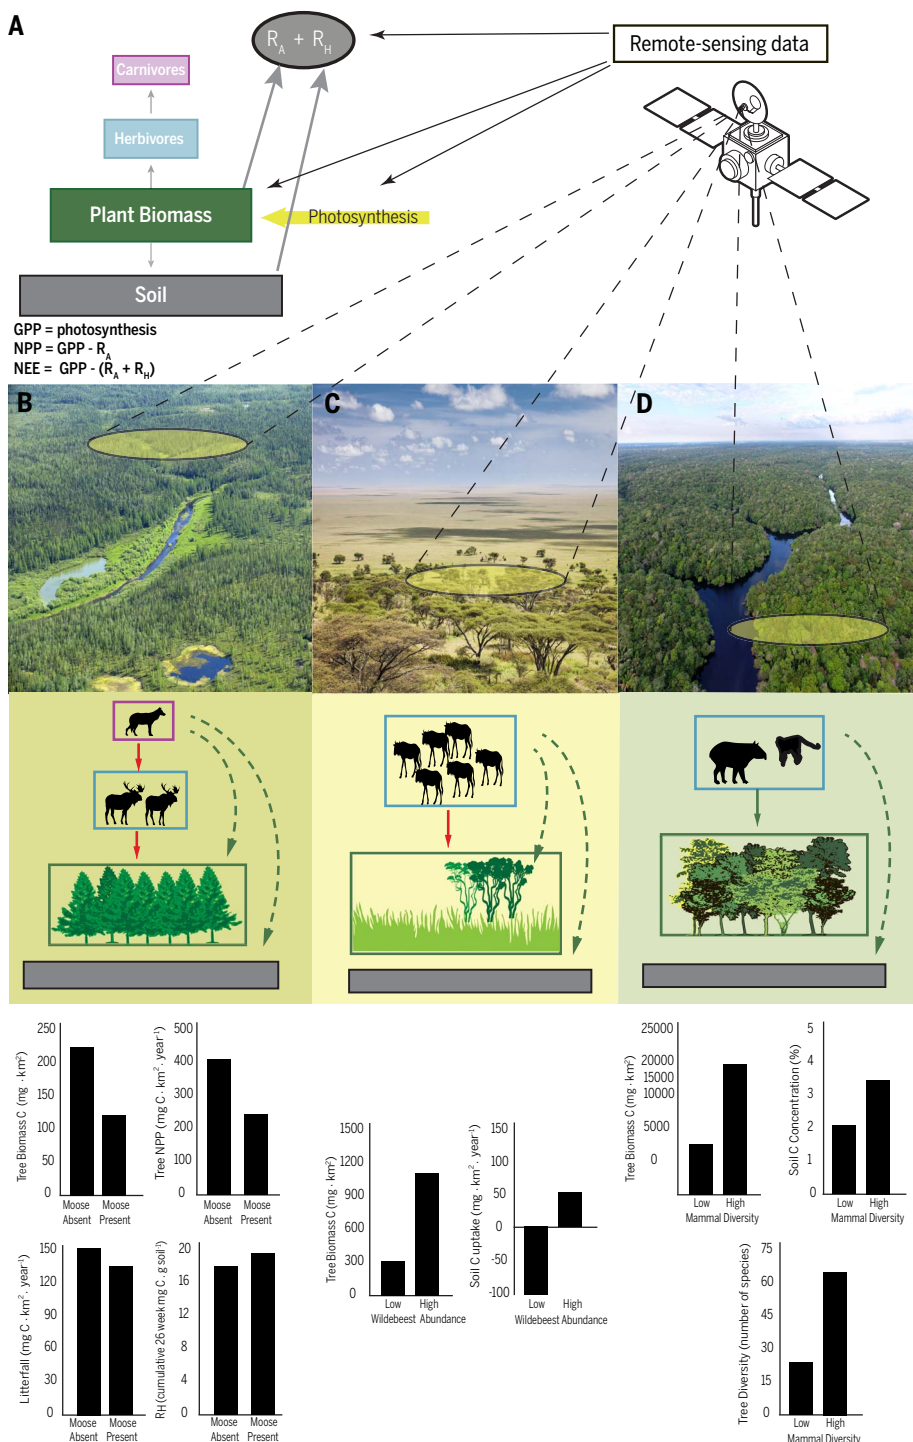 A
R_A + R_H
Remote-sensing data
Carnivores
Herbivores
Plant Biomass
Photosynthesis
Soil
GPP = photosynthesis
NPP = GPP - R_A
NEE = GPP - (R_A + R_H)
B
C
D
Tree Biomass C (mg · km²)
250
200
150
100
50
0
Moose Absent
Moose Present
Tree NPP (mg C · km² . year⁻¹)
500
400
300
200
100
0
Moose Absent
Moose Present
Litterfall (mg C · km² . year⁻¹)
150
120
90
60
30
0
Moose Absent
Moose Present
RH (cumulative 26 week mg C . g soil⁻¹)
20
16
12
8
4
0
Moose Absent
Moose Present
Tree Biomass C (mg · km²)
1500
1200
900
600
300
0
Low
High
Wildebeest Abundance
Soil C uptake (mg · km² . year⁻¹)
150
100
50
0
-50
-100
Low
High
Wildebeest Abundance
Tree Biomass C (mg · km²)
25000
20000
15000
10000
5000
0
Low
High
Mammal Diversity
Soil C Concentration (%)
5
4
3
2
1
0
Low
High
Mammal Diversity
Tree Diversity (number of species)
75
60
45
30
15
0
Low
High
Mammal Diversity